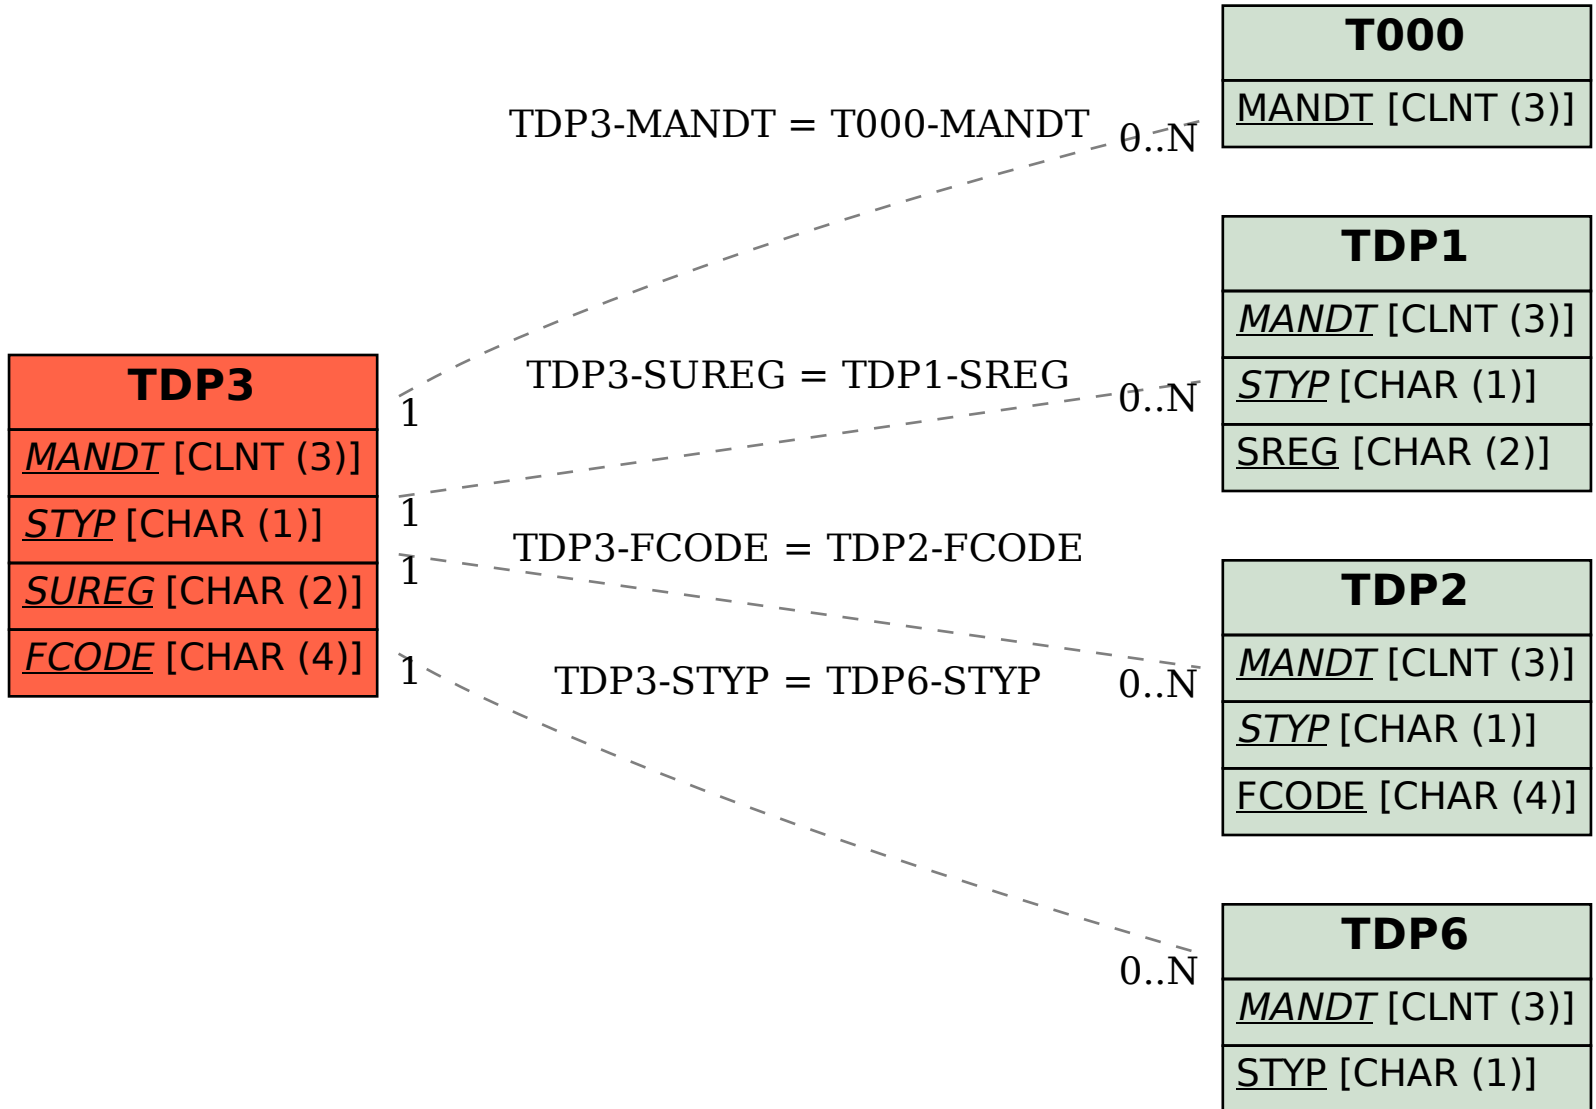 T000
MANDT [CLNT (3)]
TDP3-MANDT = T000-MANDT
0..N
TDP1
MANDT [CLNT (3)]
STYP [CHAR (1)]
SREG [CHAR (2)]
TDP3-SUREG = TDP1-SREG
0..N
TDP3
MANDT [CLNT (3)]
STYP [CHAR (1)]
SUREG [CHAR (2)]
FCODE [CHAR (4)]
1
1
1
1
TDP3-FCODE = TDP2-FCODE
0..N
TDP2
MANDT [CLNT (3)]
STYP [CHAR (1)]
FCODE [CHAR (4)]
TDP3-STYP = TDP6-STYP
0..N
TDP6
MANDT [CLNT (3)]
STYP [CHAR (1)]